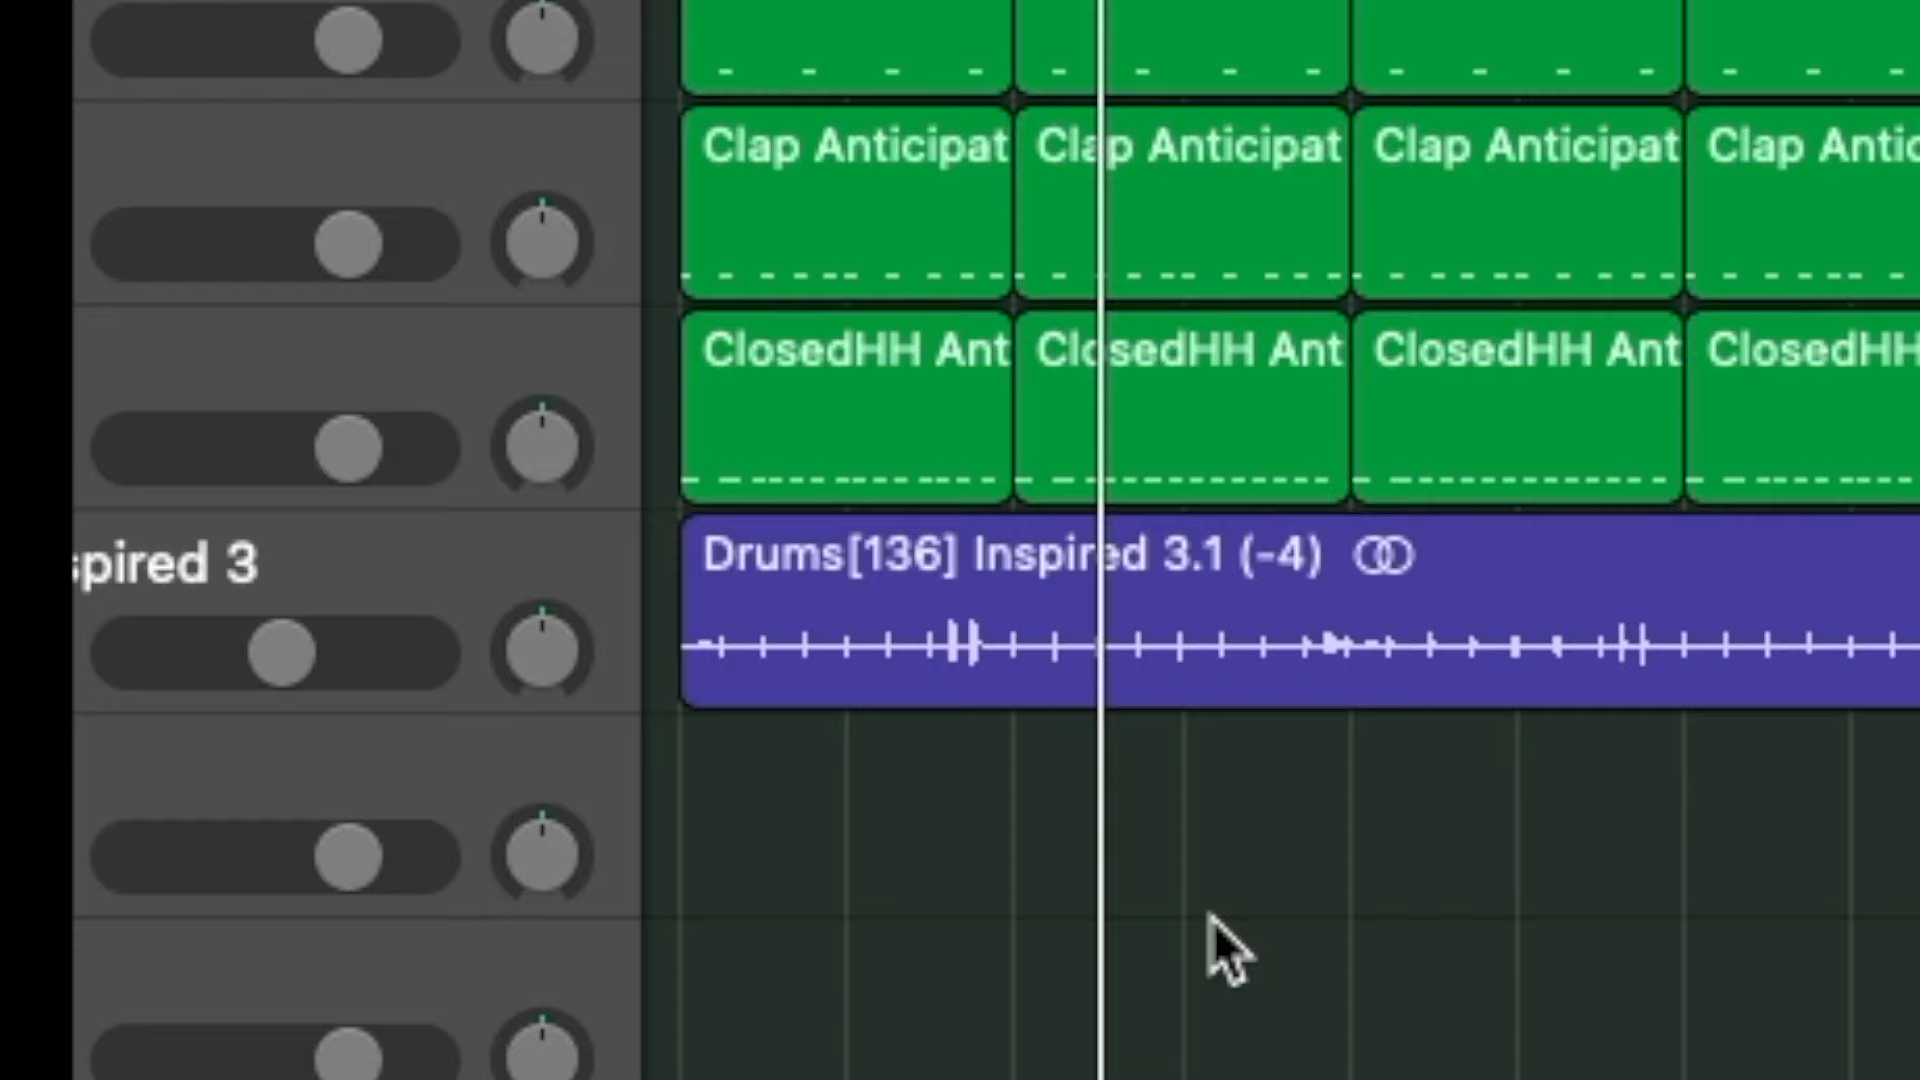 Clap Anticipat Clap Anticipat Clap Anticipat Clap Antic
ClosedHH Ant ClosedHH Ant ClosedHH Ant ClosedHH
spired 3
Drums[136] Inspired 3.1 (-4)